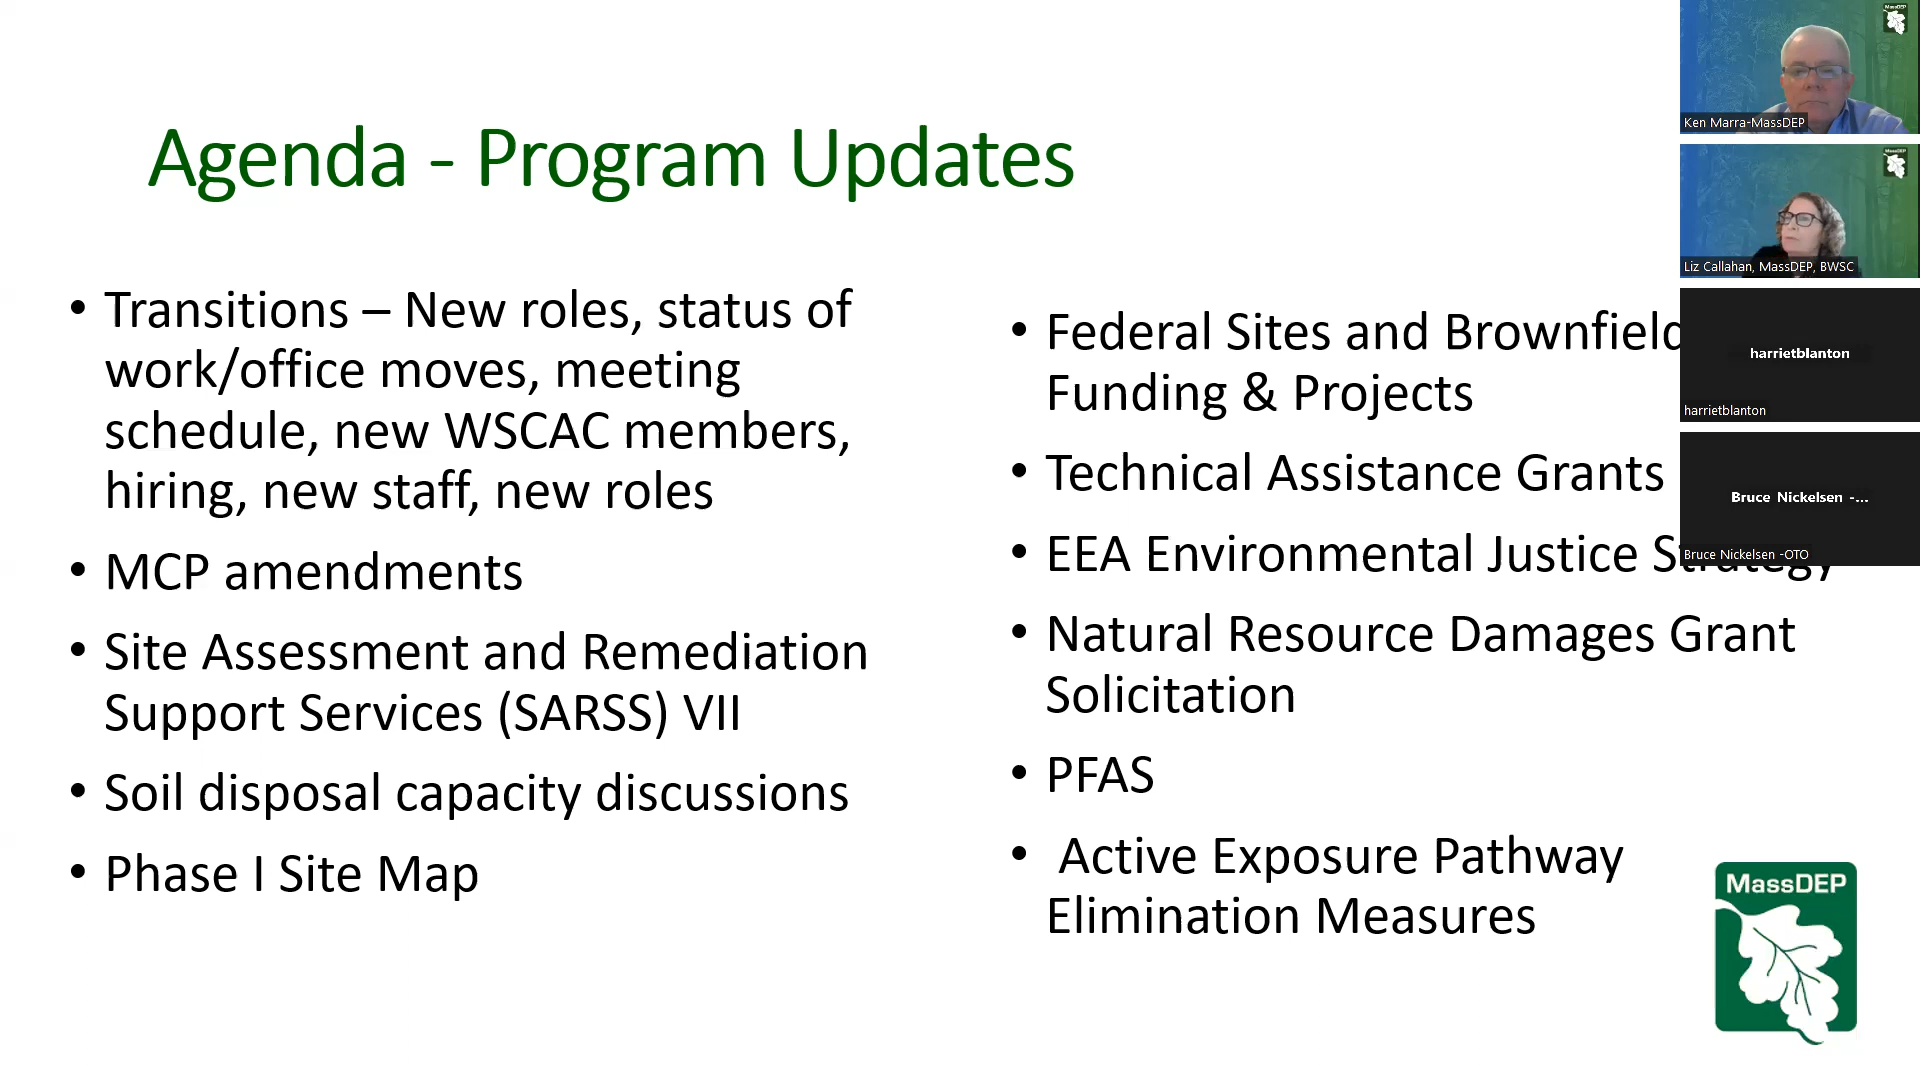 Agenda - Program Updates
• Transitions – New roles, status of
work/office moves, meeting
schedule, new WSCAC members,
hiring, new staff, new roles
• MCP amendments
• Site Assessment and Remediation
Support Services (SARSS) VII
• Soil disposal capacity discussions
• Phase I Site Map
• Federal Sites and Brownfield
Funding & Projects
• Technical Assistance Grants
• EEA Environmental Justice Strategy
• Natural Resource Damages Grant
Solicitation
• PFAS
• Active Exposure Pathway
Elimination Measures
MassDEP
MassDEP
Ken Marra-MassDEP
MassDEP
Liz Callahan, MassDEP, BWSC
harrietblanton
harrietblanton
Bruce Nickelsen -...
Bruce Nickelsen -OTO